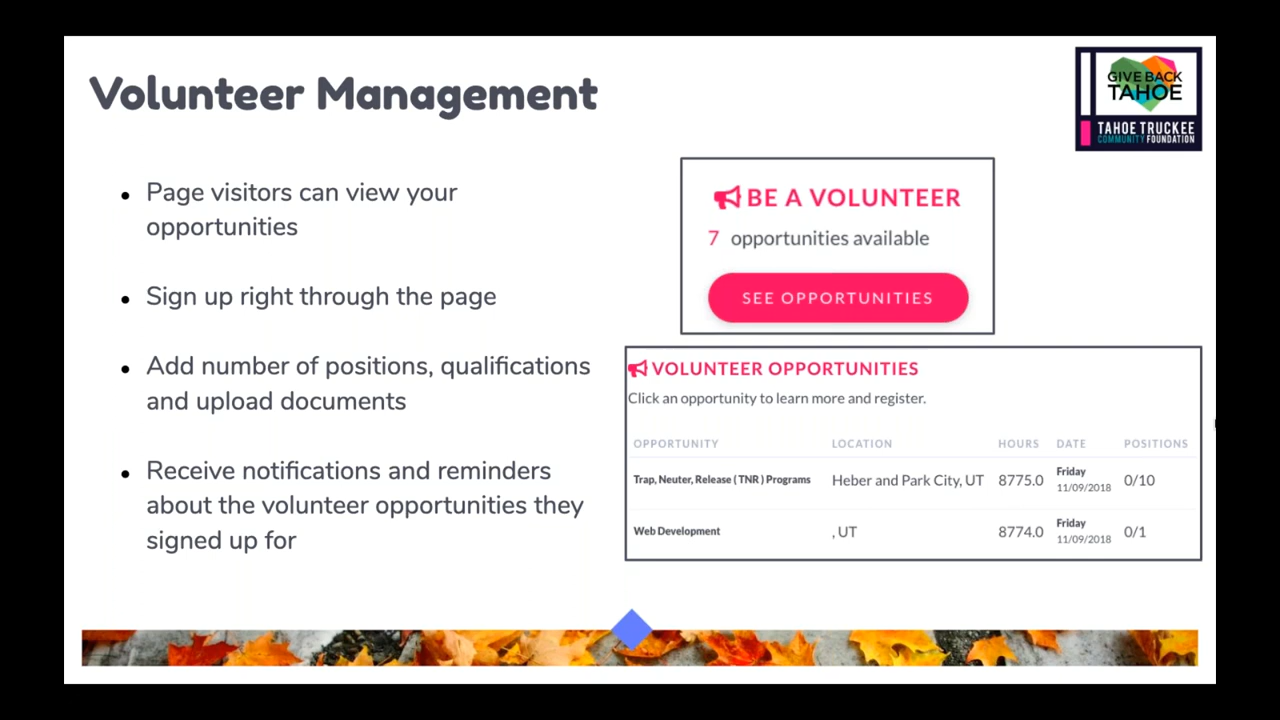 Volunteer Management
GIVE BACK
TAHOE
TAHOE TRUCKEE
COMMUNITY FOUNDATION
Page visitors can view your
opportunities
Sign up right through the page
Add number of positions, qualifications
and upload documents
Receive notifications and reminders
about the volunteer opportunities they
signed up for
BE A VOLUNTEER
7 opportunities available
SEE OPPORTUNITIES
VOLUNTEER OPPORTUNITIES
Click an opportunity to learn more and register.
OPPORTUNITY LOCATION HOURS DATE POSITIONS
Trap, Neuter, Release ( TNR ) Programs Heber and Park City, UT 8775.0 Friday 11/09/2018 0/10
Web Development , UT 8774.0 Friday 11/09/2018 0/1